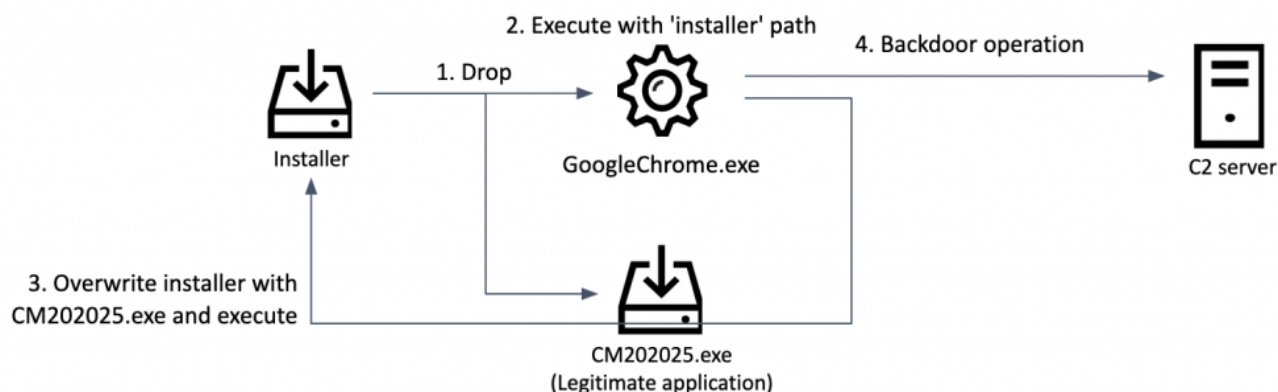 2. Execute with 'installer' path
4. Backdoor operation
1. Drop
Installer
GoogleChrome.exe
C2 server
3. Overwrite installer with
CM202025.exe and execute
CM202025.exe
(Legitimate application)